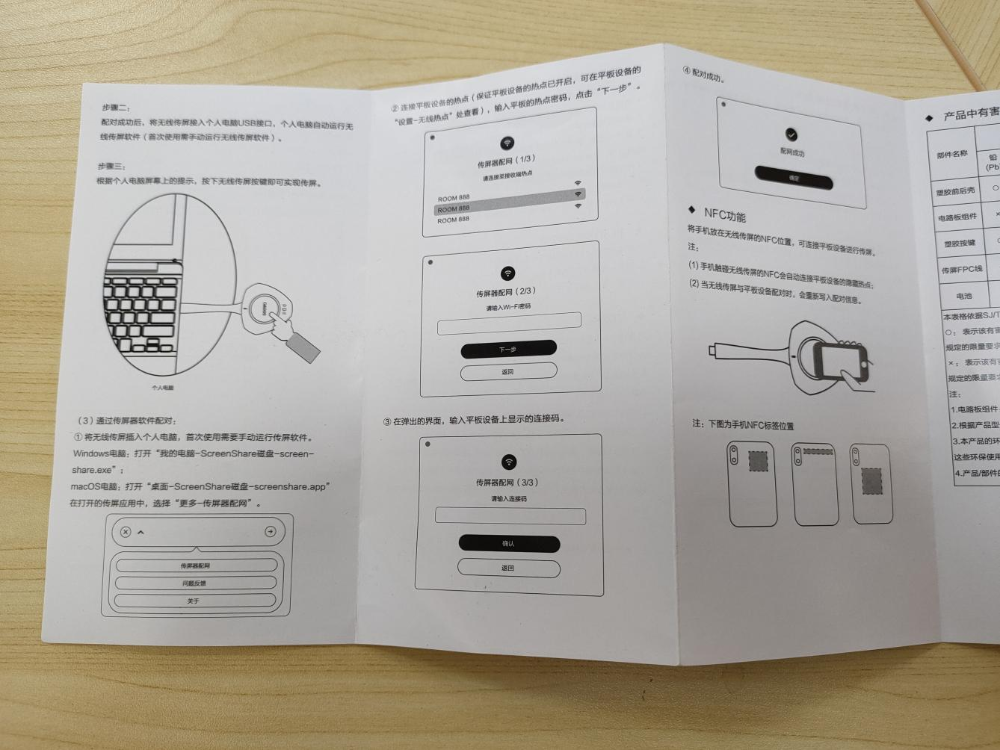 步骤二：
配对成功后，将无线传屏接入个人电脑USB接口，个人电脑自动运行无
线传屏软件（首次使用需手动运行无线传屏软件）。
步骤三：
根据个人电脑屏幕上的提示，按下无线传屏按键即可实现传屏。
个人电脑
（3）通过传屏器软件配对：
① 将无线传屏插入个人电脑，首次使用需要手动运行传屏软件。
Windows电脑：打开“我的电脑-ScreenShare磁盘-screen-
share.exe”；
macOS电脑：打开“桌面-ScreenShare磁盘-screenshare.app”
在打开的传屏应用中，选择“更多-传屏器配网”。
传屏器配网
问题反馈
关于
② 连接平板设备的热点（保证平板设备的热点已开启，可在平板设备的
“设置-无线热点”处查看），输入平板的热点密码，点击“下一步”。
传屏器配网（1/3）
请连接至接收端热点
ROOM 888
ROOM 888
ROOM 888
传屏器配网（2/3）
请输入Wi-Fi密码
下一步
返回
③ 在弹出的界面，输入平板设备上显示的连接码。
传屏器配网（3/3）
请输入连接码
确认
返回
④ 配对成功。
配网成功
确定
◆ NFC功能
将手机放在无线传屏的NFC位置，可连接平板设备进行传屏。
注：
(1) 手机触碰无线传屏的NFC会自动连接平板设备的隐藏热点；
(2) 当无线传屏与平板设备配对时，会重新写入配对信息。
注：下图为手机NFC标签位置
◆ 产品中有害
部件名称
铅
(Pb
塑胶前后壳 ○
电路板组件 ×
塑胶按键
传屏FPC线
电池
本表格依据SJ/T
○：表示该有害
规定的限量要求
×：表示该有害
规定的限量要求
注：
1.电路板组件
2.根据产品型
3.本产品的环
这些环保使用
4.产品/部件的